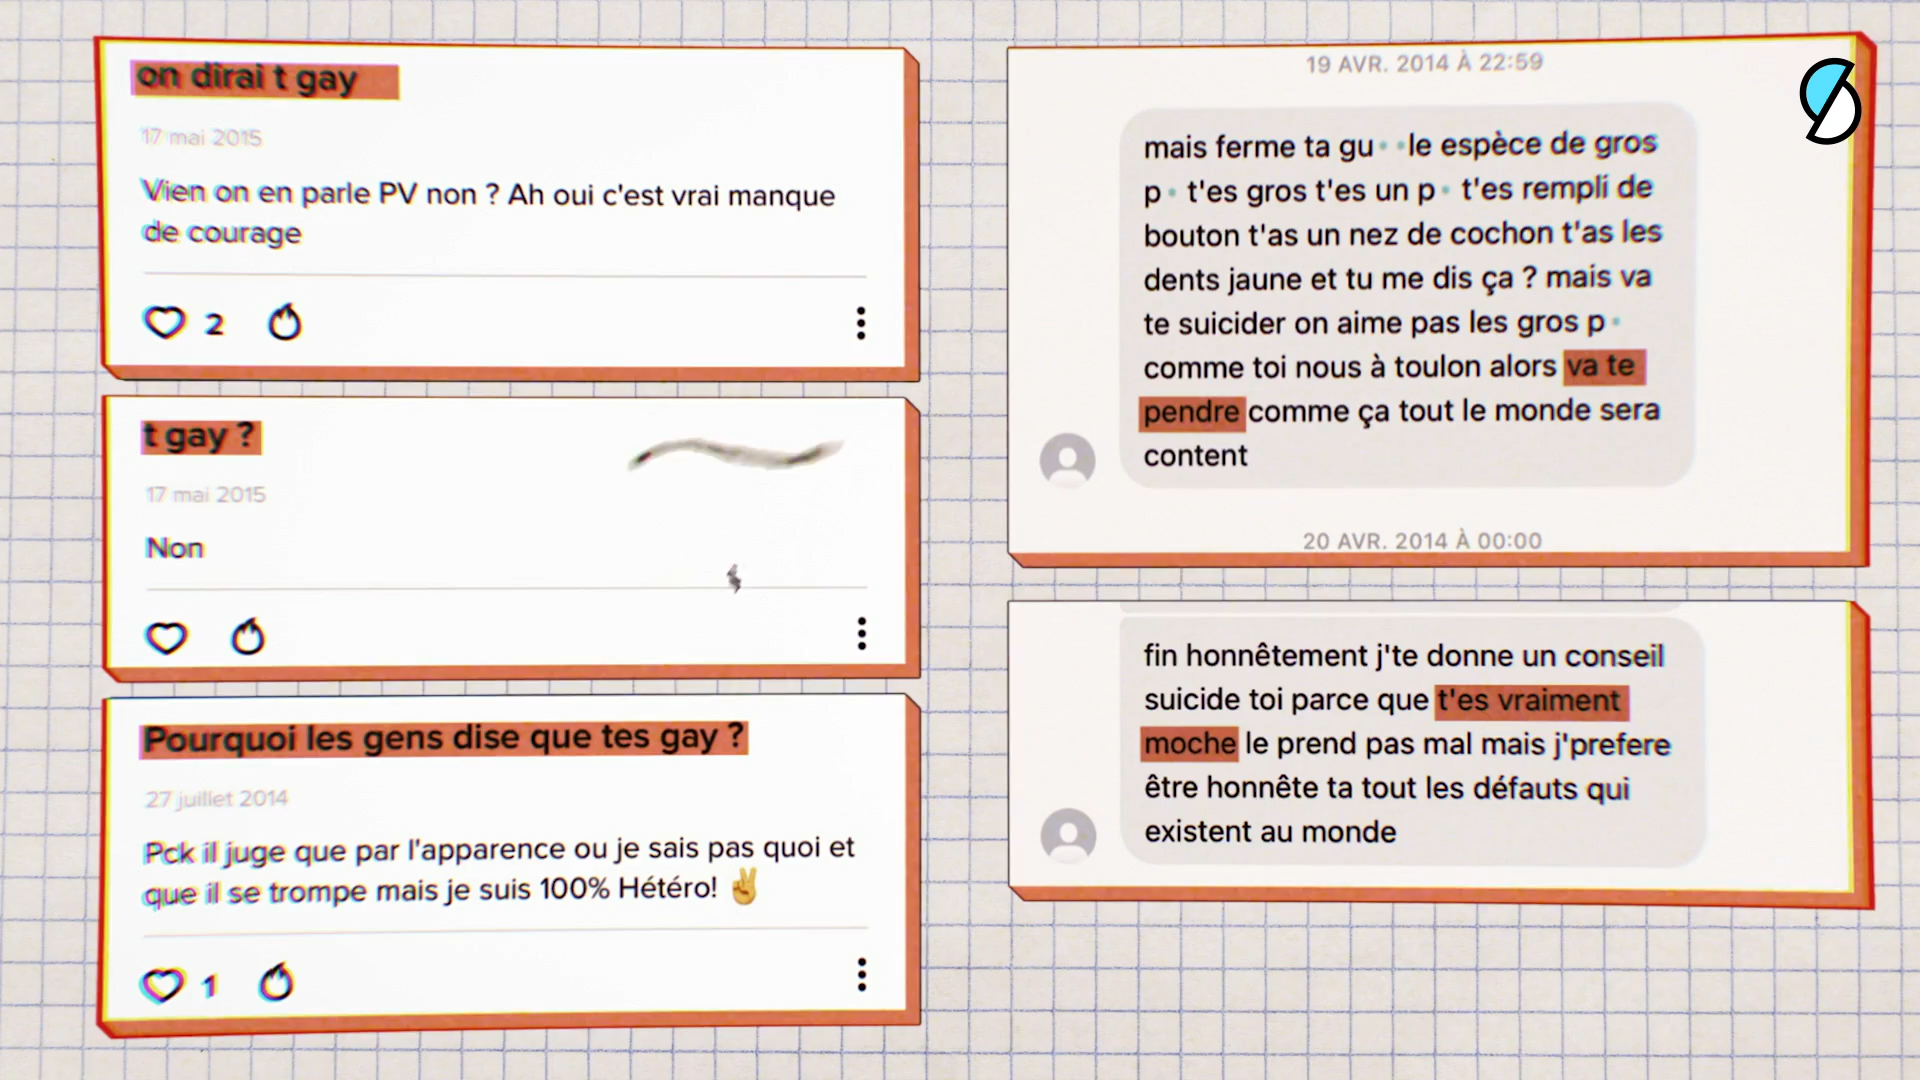 on dirai t gay
17 mai 2015
Vien on en parle PV non ? Ah oui c'est vrai manque
de courage
2
t gay ?
17 mai 2015
Non
Pourquoi les gens dise que tes gay ?
27 juillet 2014
Pck il juge que par l'apparence ou je sais pas quoi et
que il se trompe mais je suis 100% Hétéro! ✌️
1
19 AVR. 2014 À 22:59
mais ferme ta gu••le espèce de gros
p• t'es gros t'es un p• t'es rempli de
bouton t'as un nez de cochon t'as les
dents jaune et tu me dis ça ? mais va
te suicider on aime pas les gros p•
comme toi nous à toulon alors va te
pendre comme ça tout le monde sera
content
20 AVR. 2014 À 00:00
fin honnêtement j'te donne un conseil
suicide toi parce que t'es vraiment
moche le prend pas mal mais j'prefere
être honnête ta tout les défauts qui
existent au monde